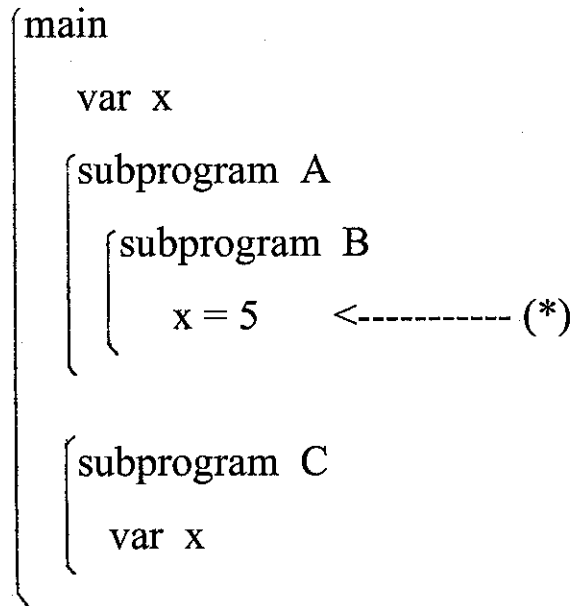 main
var x
subprogram A
subprogram B
x = 5 <----------- (*)
subprogram C
var x